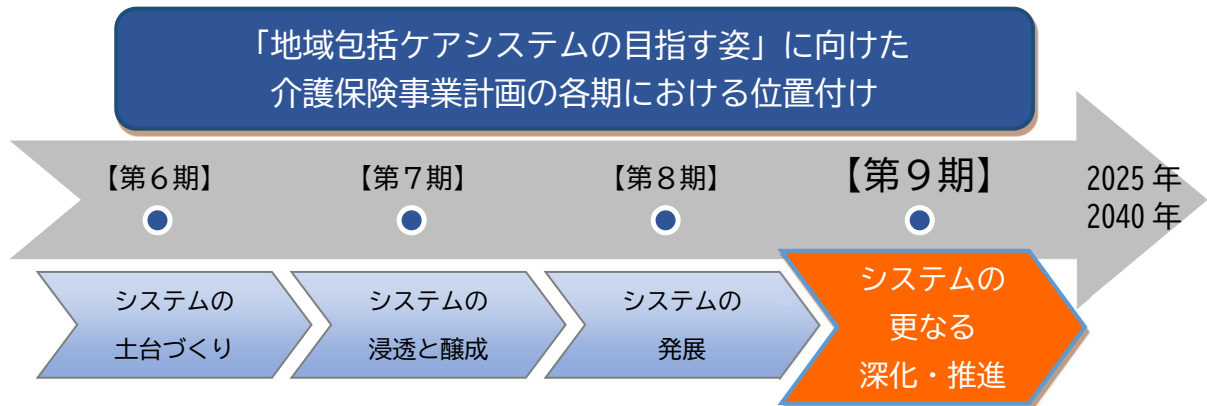 「地域包括ケアシステムの目指す姿」に向けた
介護保険事業計画の各期における位置付け
【第６期】
【第７期】
【第８期】
【第９期】
2025 年
2040 年
システムの
土台づくり
システムの
浸透と醸成
システムの
発展
システムの
更なる
深化・推進